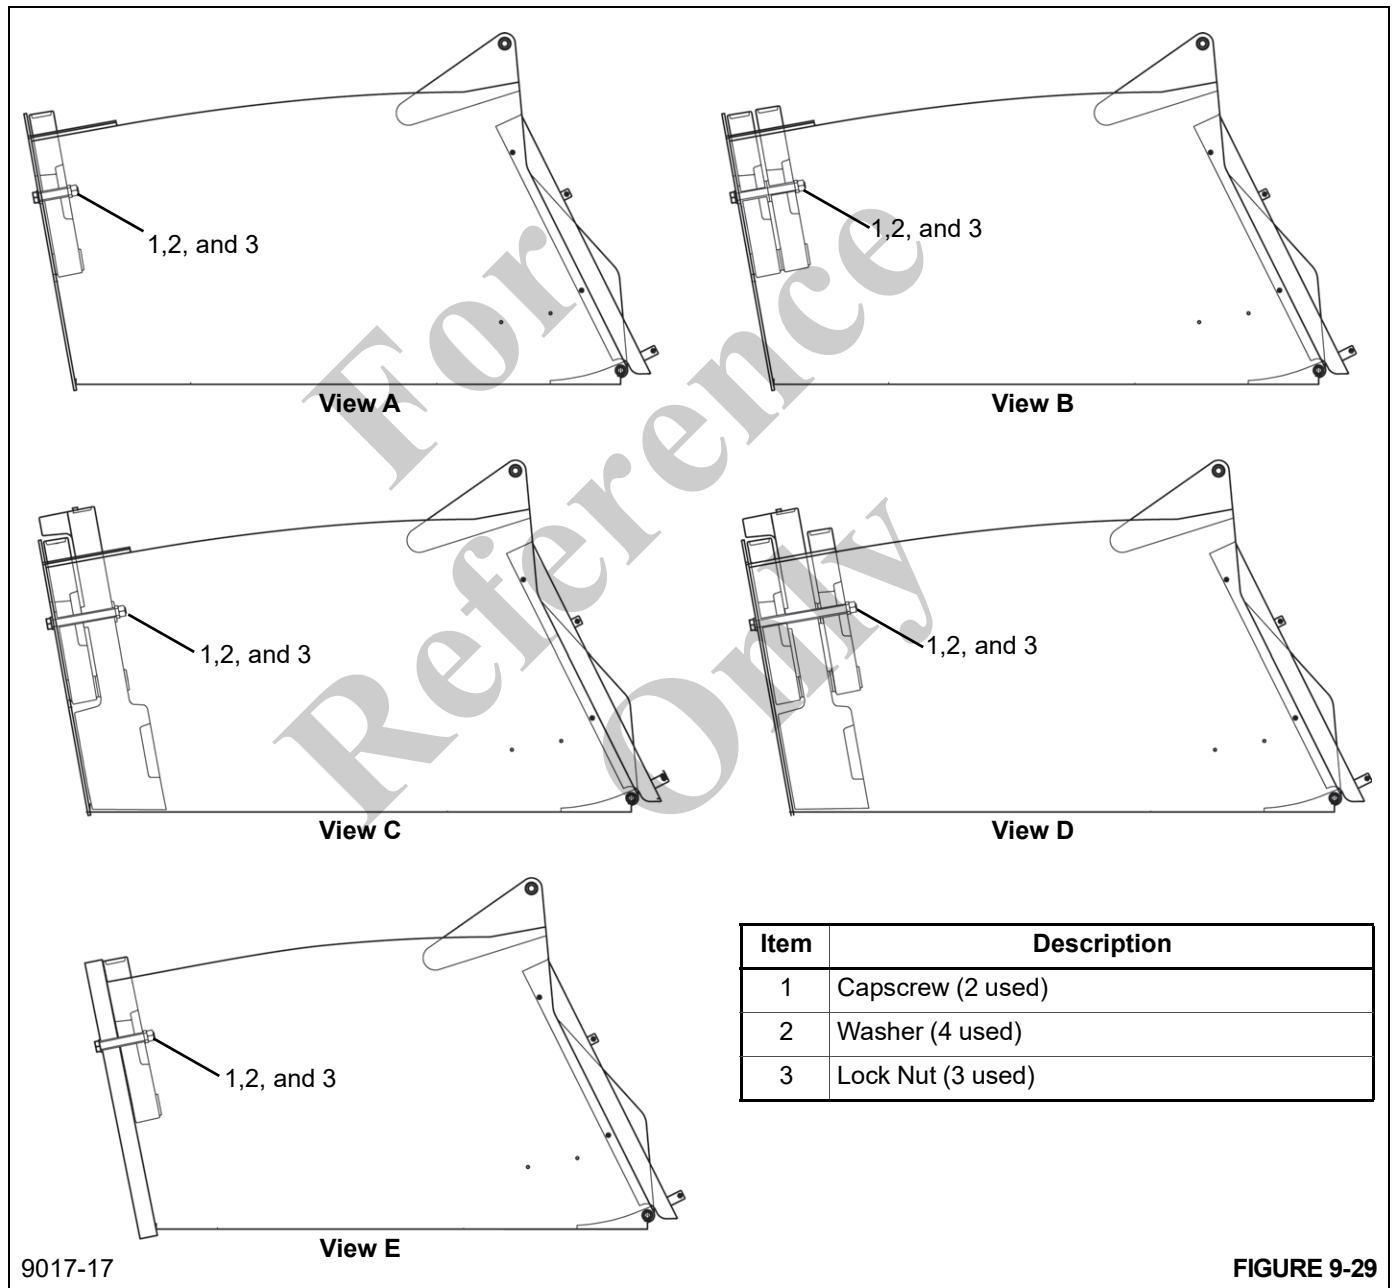 1,2, and 3
1,2, and 3
View A
View B
1,2, and 3
1,2, and 3
View C
View D
1,2, and 3
View E
Item Description
1 Capscrew (2 used)
2 Washer (4 used)
3 Lock Nut (3 used)
9017-17
FIGURE 9-29
For
Reference
Only